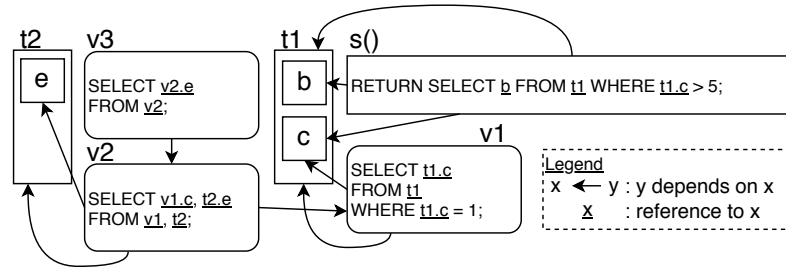 t2
v3
t1
s()
e
SELECT v2.e
FROM v2;
b
RETURN SELECT b FROM t1 WHERE t1.c > 5;
c
v2
SELECT v1.c, t2.e
FROM v1, t2;
v1
SELECT t1.c
FROM t1
WHERE t1.c = 1;
Legend
x ← y : y depends on x
x : reference to x